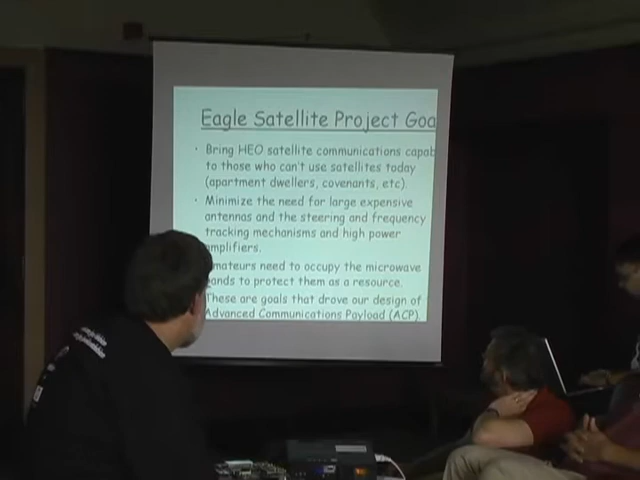 Eagle Satellite Project Goa
• Bring HEO satellite communications capab
to those who can't use satellites today
(apartment dwellers, covenants, etc).
• Minimize the need for large expensive
antennas and the steering and frequency
tracking mechanisms and high power
amplifiers.
mateurs need to occupy the microwave
ands to protect them as a resource.
These are goals that drove our design of
Advanced Communications Payload (ACP).